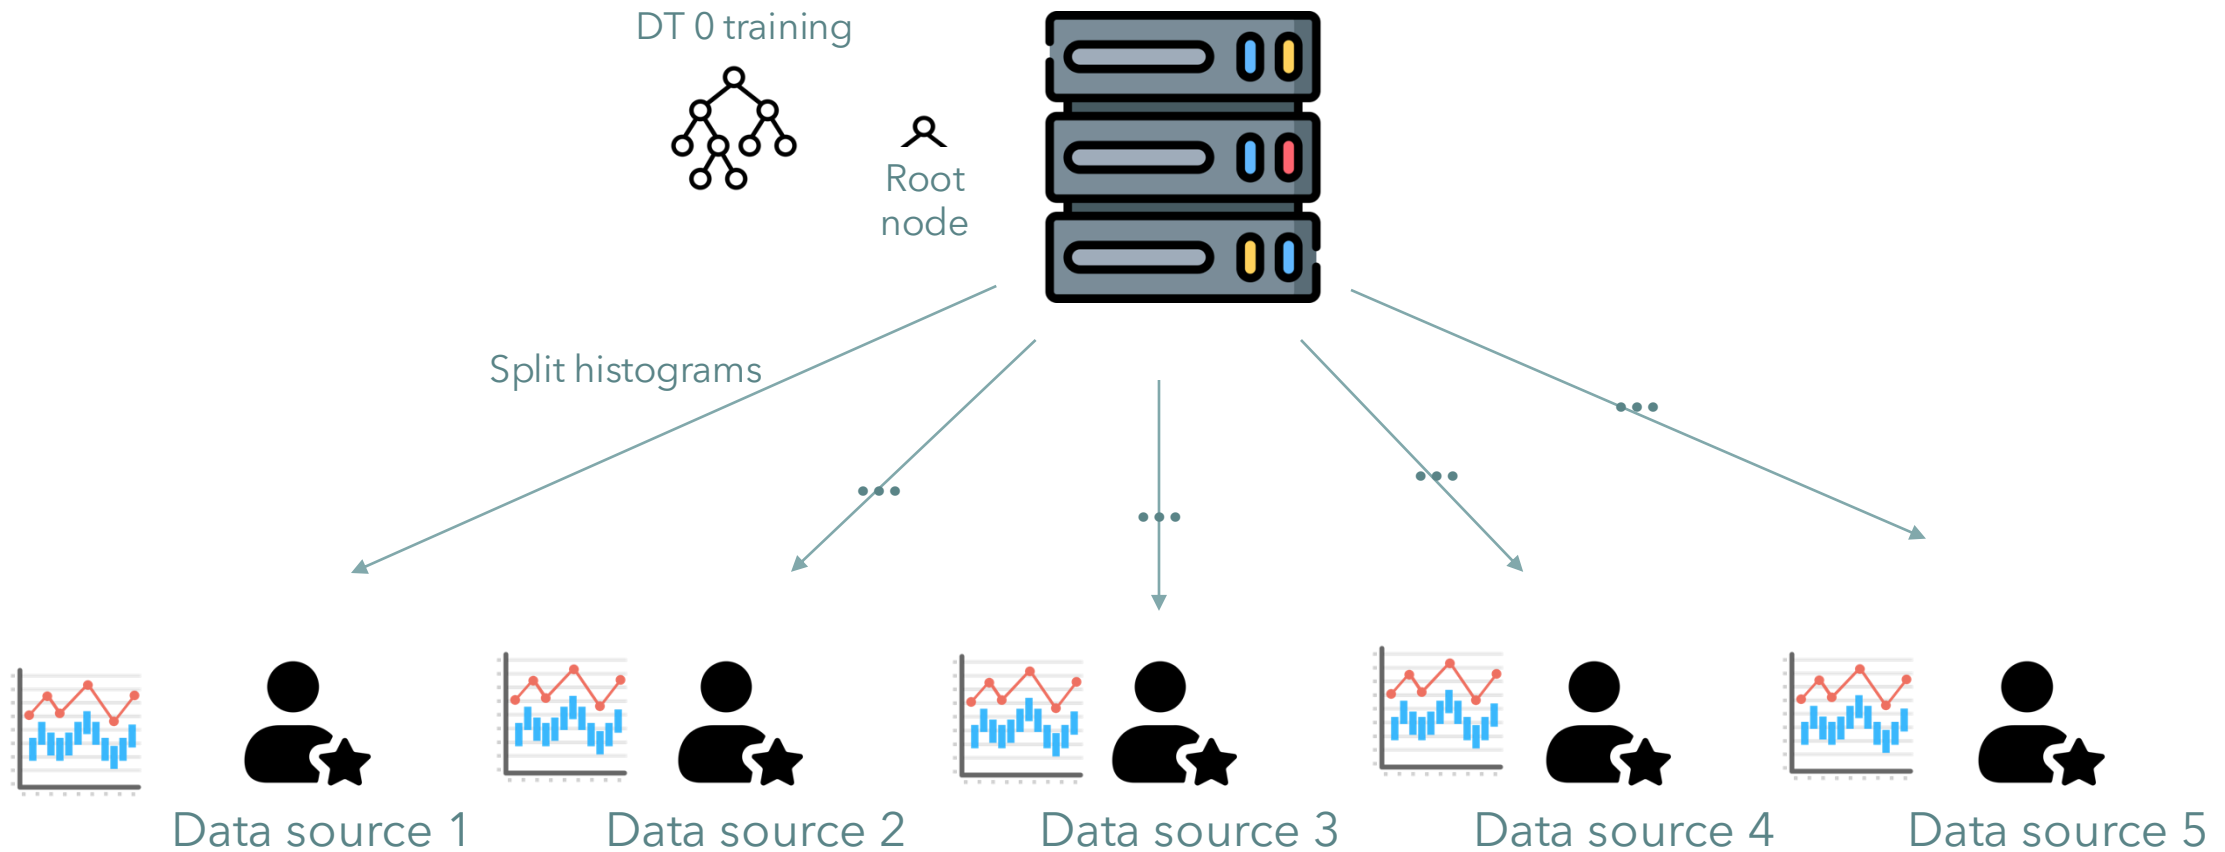 DT 0 training
Root
node
Split histograms
Data source 1
Data source 2
Data source 3
Data source 4
Data source 5